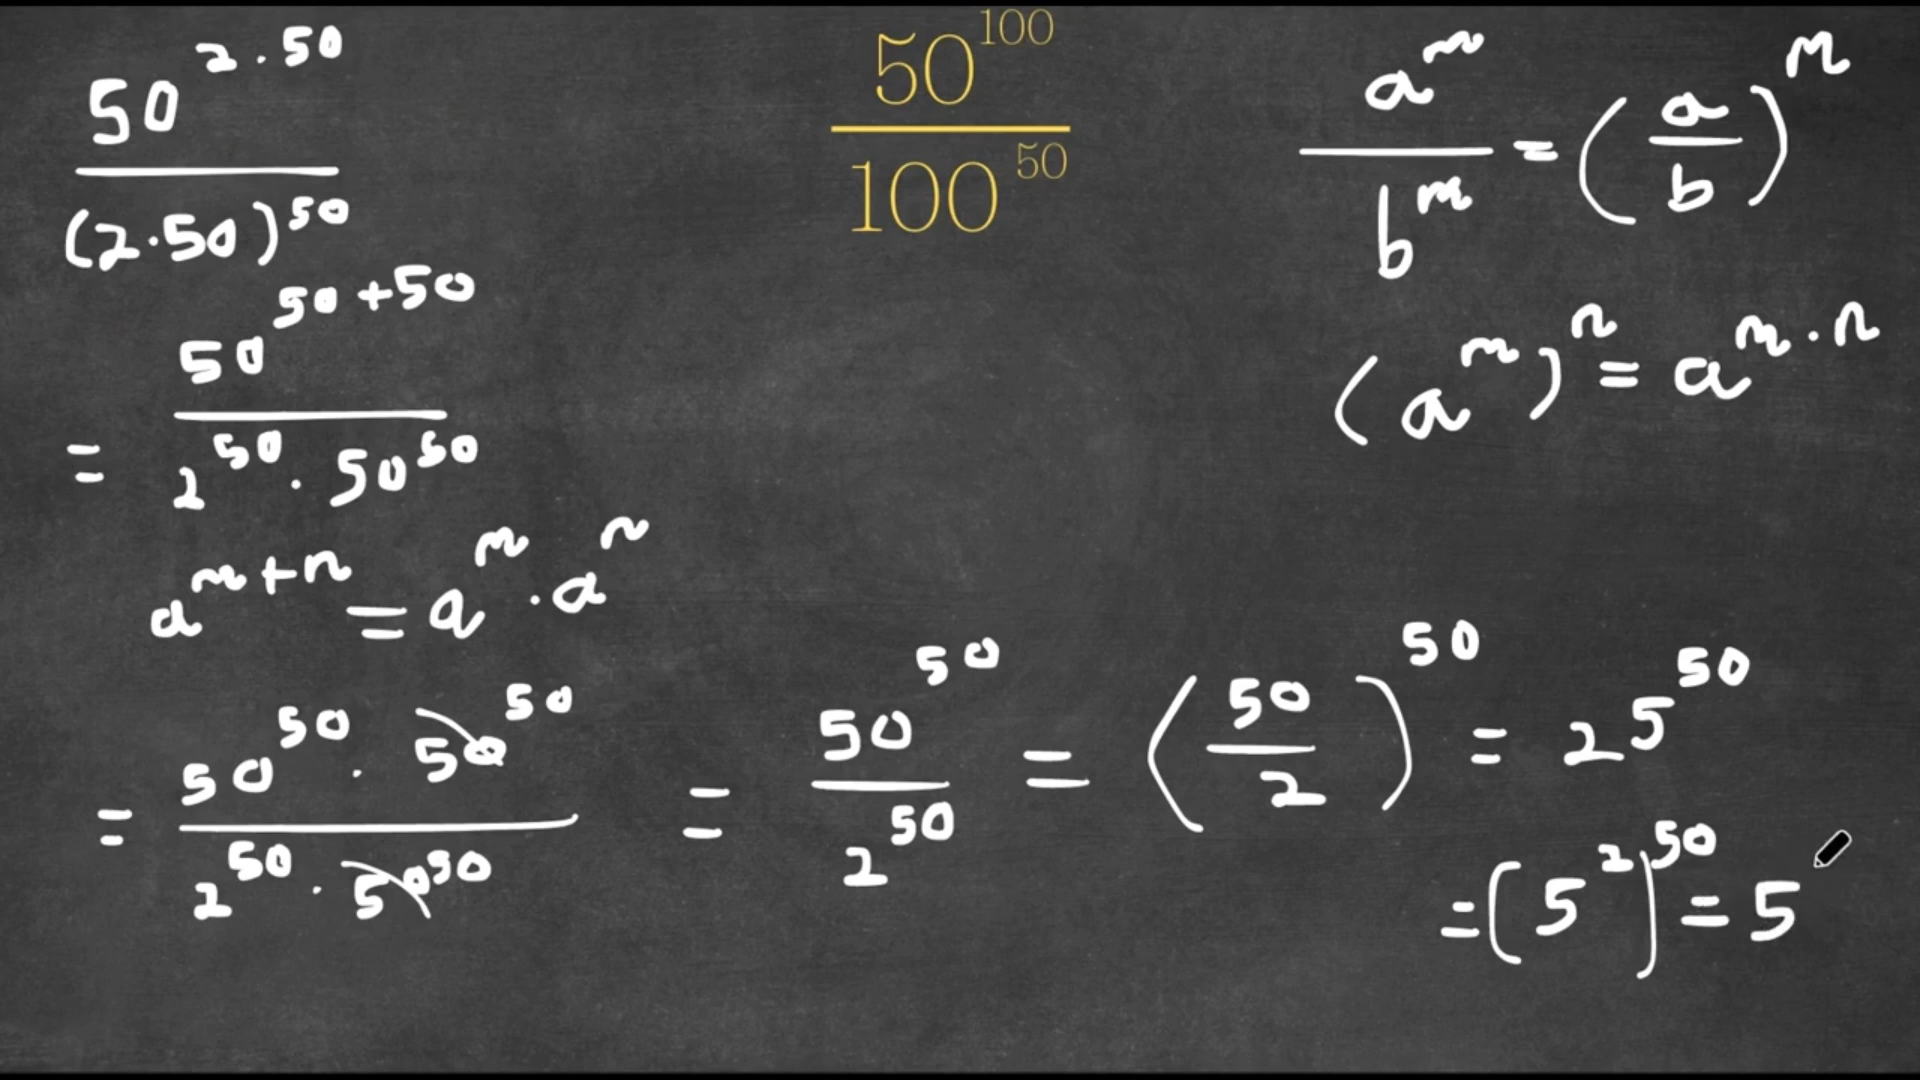 50^{2·50}
/ (2·50)^{50}
50^{100}
/ 100^{50}
a^m / b^m = (a/b)^m
= 50^{50+50} / 2^{50} · 50^{50}
(a^m)^n = a^{m·n}
a^{m+n} = a^m · a^n
= 50^{50} · 50^{50} / 2^{50} · 50^{50} = 50^{50} / 2^{50} = (50/2)^{50} = 25^{50}
= (5^2)^{50} = 5